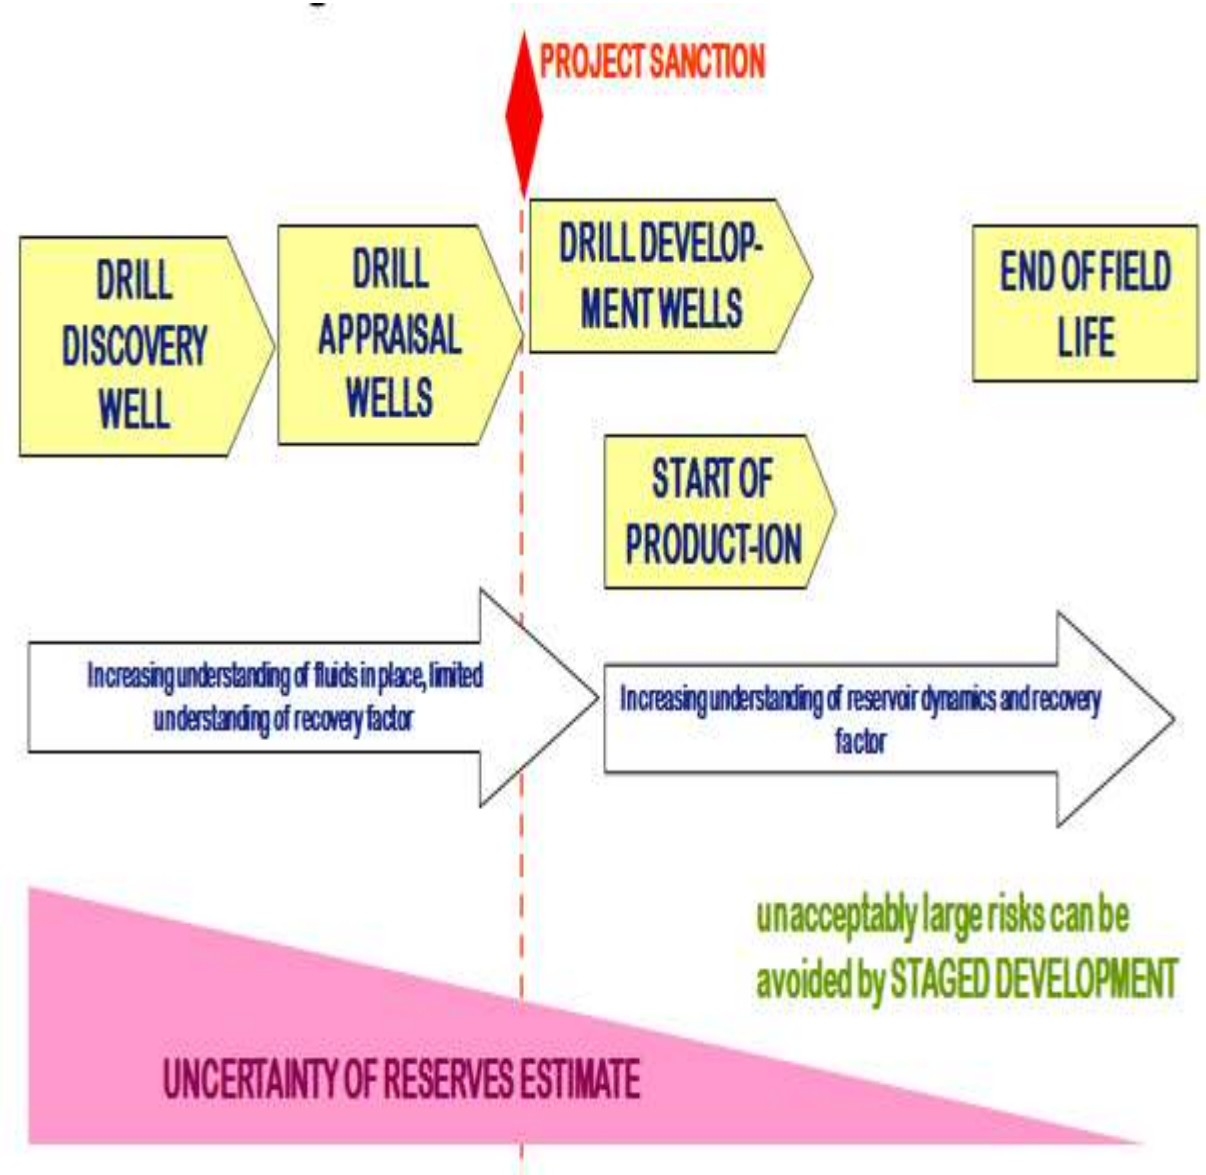 PROJECT SANCTION
DRILL
DISCOVERY
WELL
DRILL
APPRAISAL
WELLS
DRILL DEVELOP-
MENT WELLS
END OF FIELD
LIFE
START OF
PRODUCT-ION
Increasing understanding of fluids in place, limited
understanding of recovery factor
Increasing understanding of reservoir dynamics and recovery
factor
unacceptably large risks can be
avoided by STAGED DEVELOPMENT
UNCERTAINTY OF RESERVES ESTIMATE